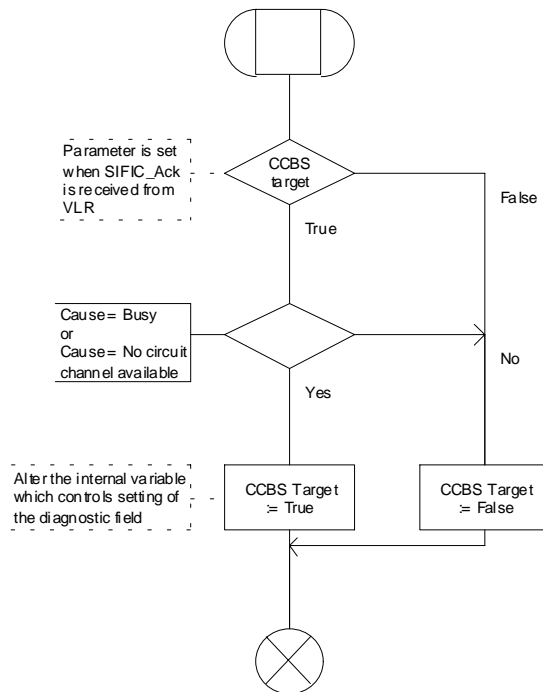 Parameter is set
when SIFIC_Ack
is received from
VLR
CCBS
target
False
True
Cause= Busy
or
Cause= No circuit
channel available
No
Yes
Alter the internal variable
which controls setting of
the diagnostic field
CCBS Target
:= True
CCBS Target
:= False